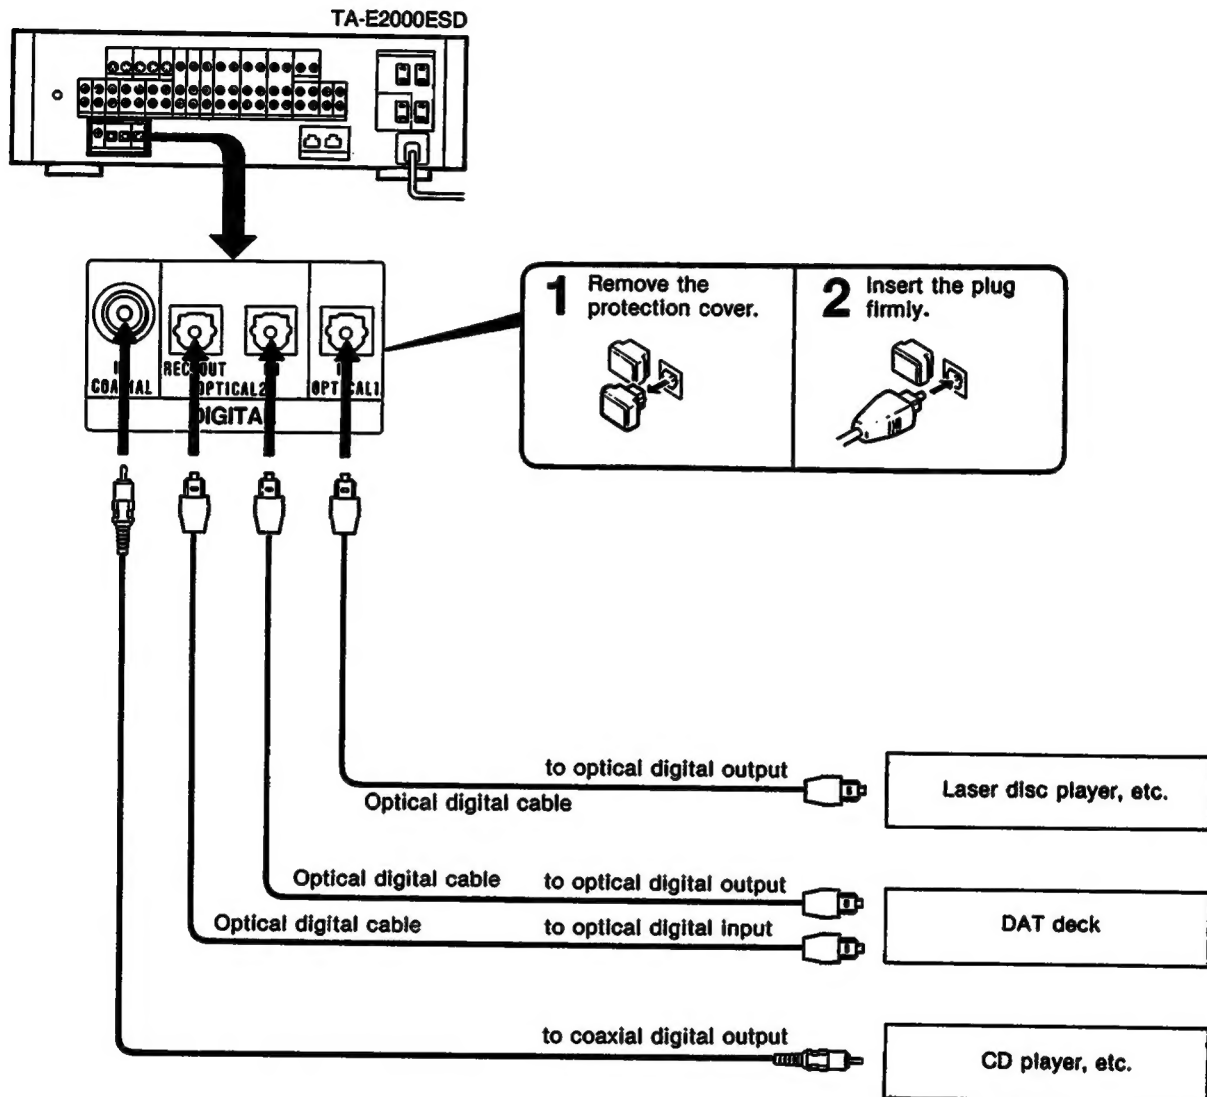 TA-E2000ESD
1 Remove the
protection cover.
2 Insert the plug
firmly.
REC OUT
OPTICAL2
DIGITAL
to optical digital output
Optical digital cable
Laser disc player, etc.
Optical digital cable
to optical digital output
Optical digital cable
to optical digital input
DAT deck
to coaxial digital output
CD player, etc.